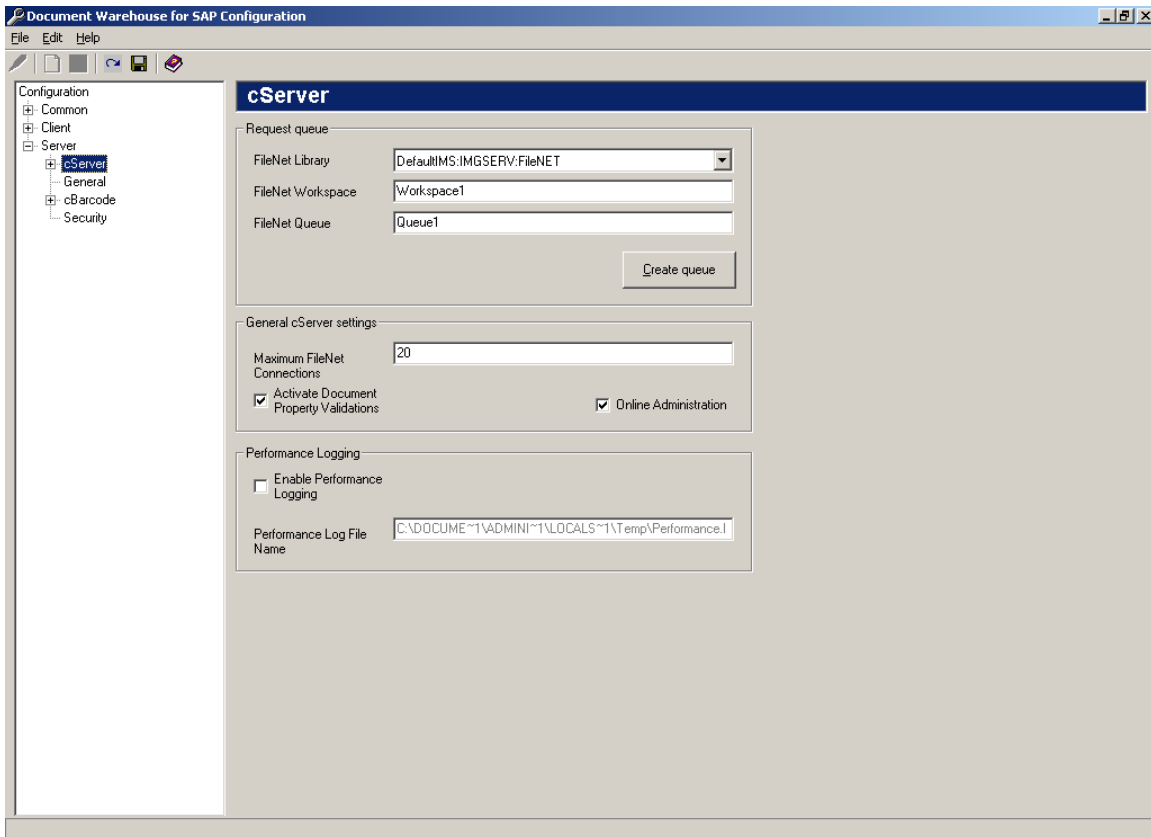 Document Warehouse for SAP Configuration
File Edit Help
Configuration
Common
Client
Server
cServer
General
cBarcode
Security
cServer
Request queue
FileNet Library
DefaultIMS:IMGSERV:FileNET
FileNet Workspace
Workspace1
FileNet Queue
Queue1
Create queue
General cServer settings
Maximum FileNet
Connections
20
Activate Document
Property Validations
Online Administration
Performance Logging
Enable Performance
Logging
Performance Log File
Name
C:\DOCUME~1\ADMINI~1\LOCALS~1\Temp\Performance.l